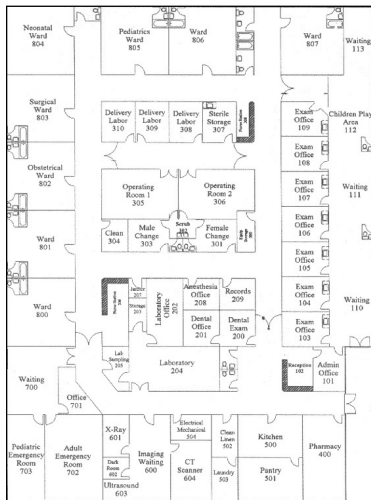 Neonatal
Ward
804
Pediatrics
Ward
805
Ward
806
Ward
807
Waiting
113
Surgical
Ward
803
Delivery
Labor
310
Delivery
Labor
309
Delivery
Labor
308
Sterile
Storage
307
Exam
Office
109
Children Play
Area
112
Exam
Office
108
Obstetrical
Ward
802
Operating
Room 1
305
Operating
Room 2
306
Exam
Office
107
Waiting
111
Exam
Office
106
Ward
801
Clean
304
Male
Change
303
Scrub
302
Female
Change
301
Exam
Office
105
Ward
800
Janitor
207
Storage
203
Laboratory
Office
202
Anesthesia
Office
208
Records
209
Exam
Office
104
Waiting
110
Dental
Office
201
Dental
Exam
200
Exam
Office
103
Lab
Sampling
205
Laboratory
204
Reception
102
Admin
Office
101
Waiting
700
Office
701
Pediatric
Emergency
Room
703
Adult
Emergency
Room
702
X-Ray
601
Dark
Room
602
Ultrasound
603
Imaging
Waiting
600
Electrical
Mechanical
504
CT
Scanner
604
Clean
Linen
502
Laundry
503
Kitchen
500
Pantry
501
Pharmacy
400